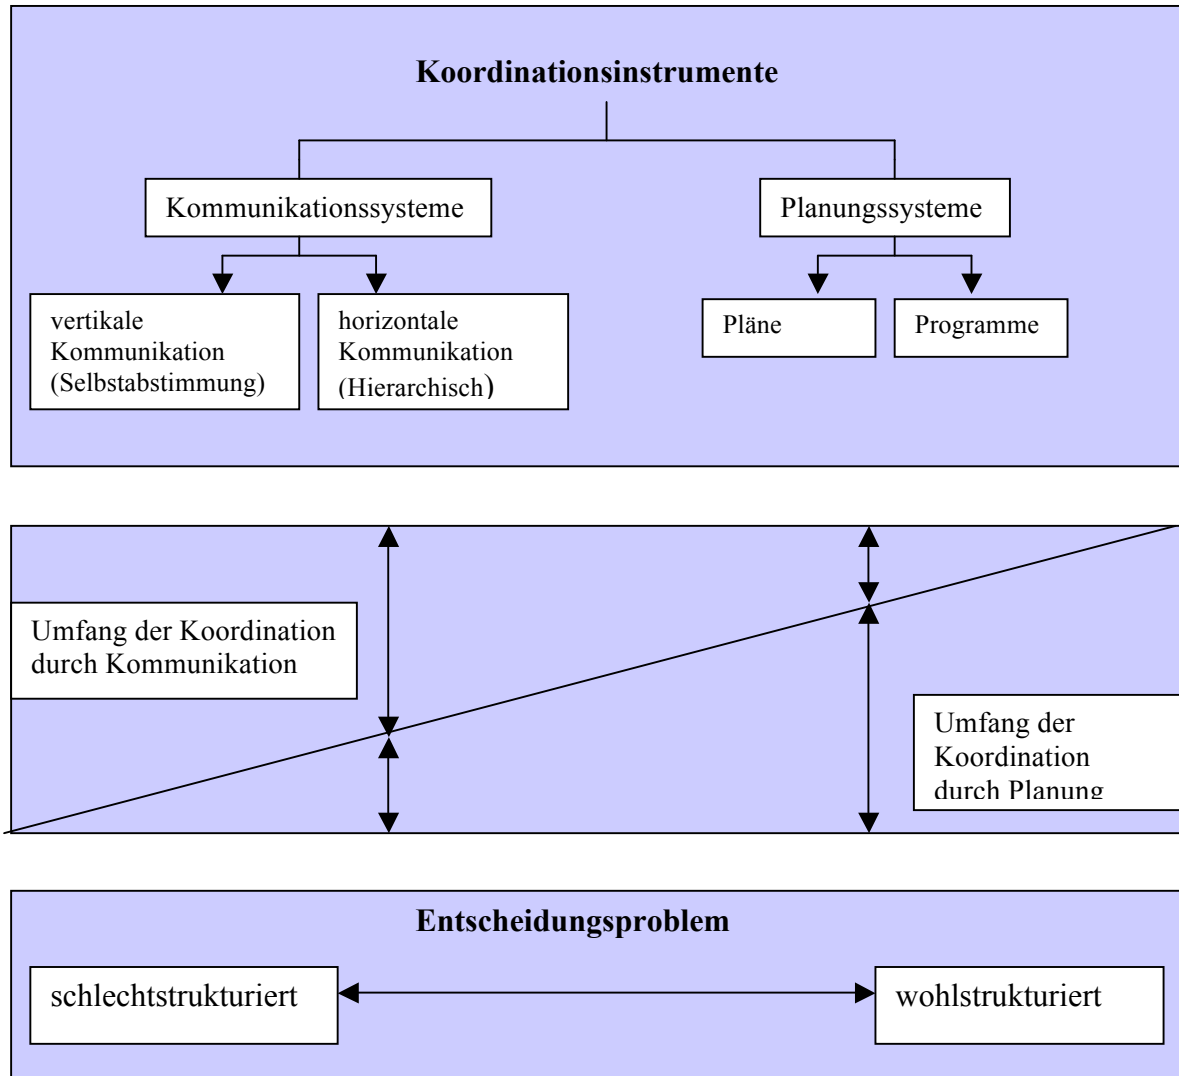 Koordinationsinstrumente
Kommunikationssysteme
Planungssysteme
vertikale
Kommunikation
(Selbstabstimmung)
horizontale
Kommunikation
(Hierarchisch)
Pläne
Programme
Umfang der Koordination
durch Kommunikation
Umfang der
Koordination
durch Planung
Entscheidungsproblem
schlechtstrukturiert
wohlstrukturiert